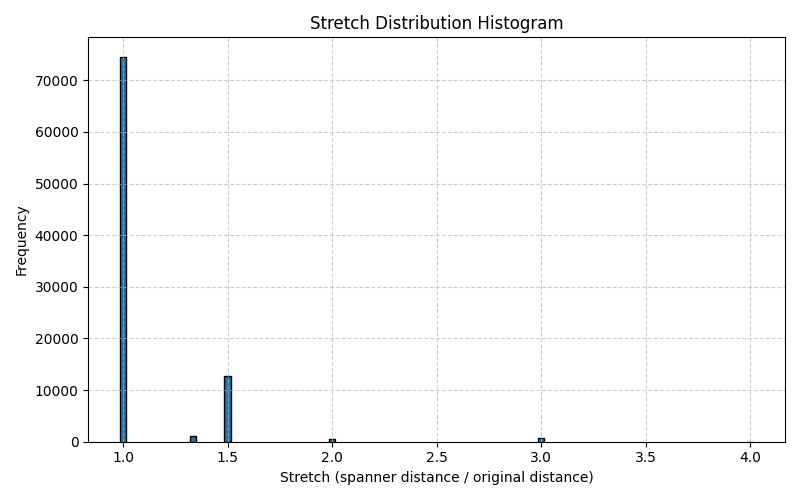 Stretch Distribution Histogram
Frequency
70000
60000
50000
40000
30000
20000
10000
0
1.0 1.5 2.0 2.5 3.0 3.5 4.0
Stretch (spanner distance / original distance)